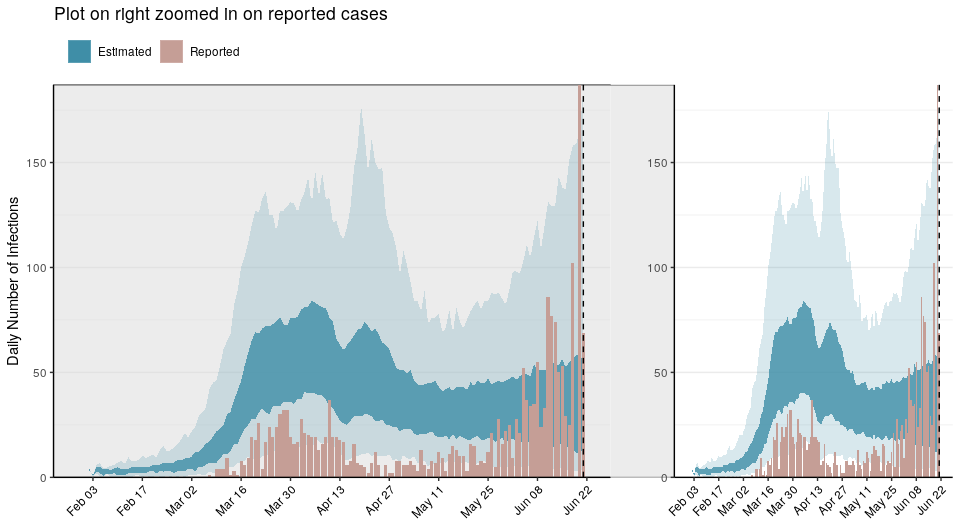 Plot on right zoomed in on reported cases
Estimated Reported
Daily Number of Infections
150
100
50
0
Feb 03 Feb 17 Mar 02 Mar 16 Mar 30 Apr 13 Apr 27 May 11 May 25 Jun 08 Jun 22
150
100
50
0
Feb 03 Feb 17 Mar 02 Mar 16 Mar 30 Apr 13 Apr 27 May 11 May 25 Jun 08 Jun 22